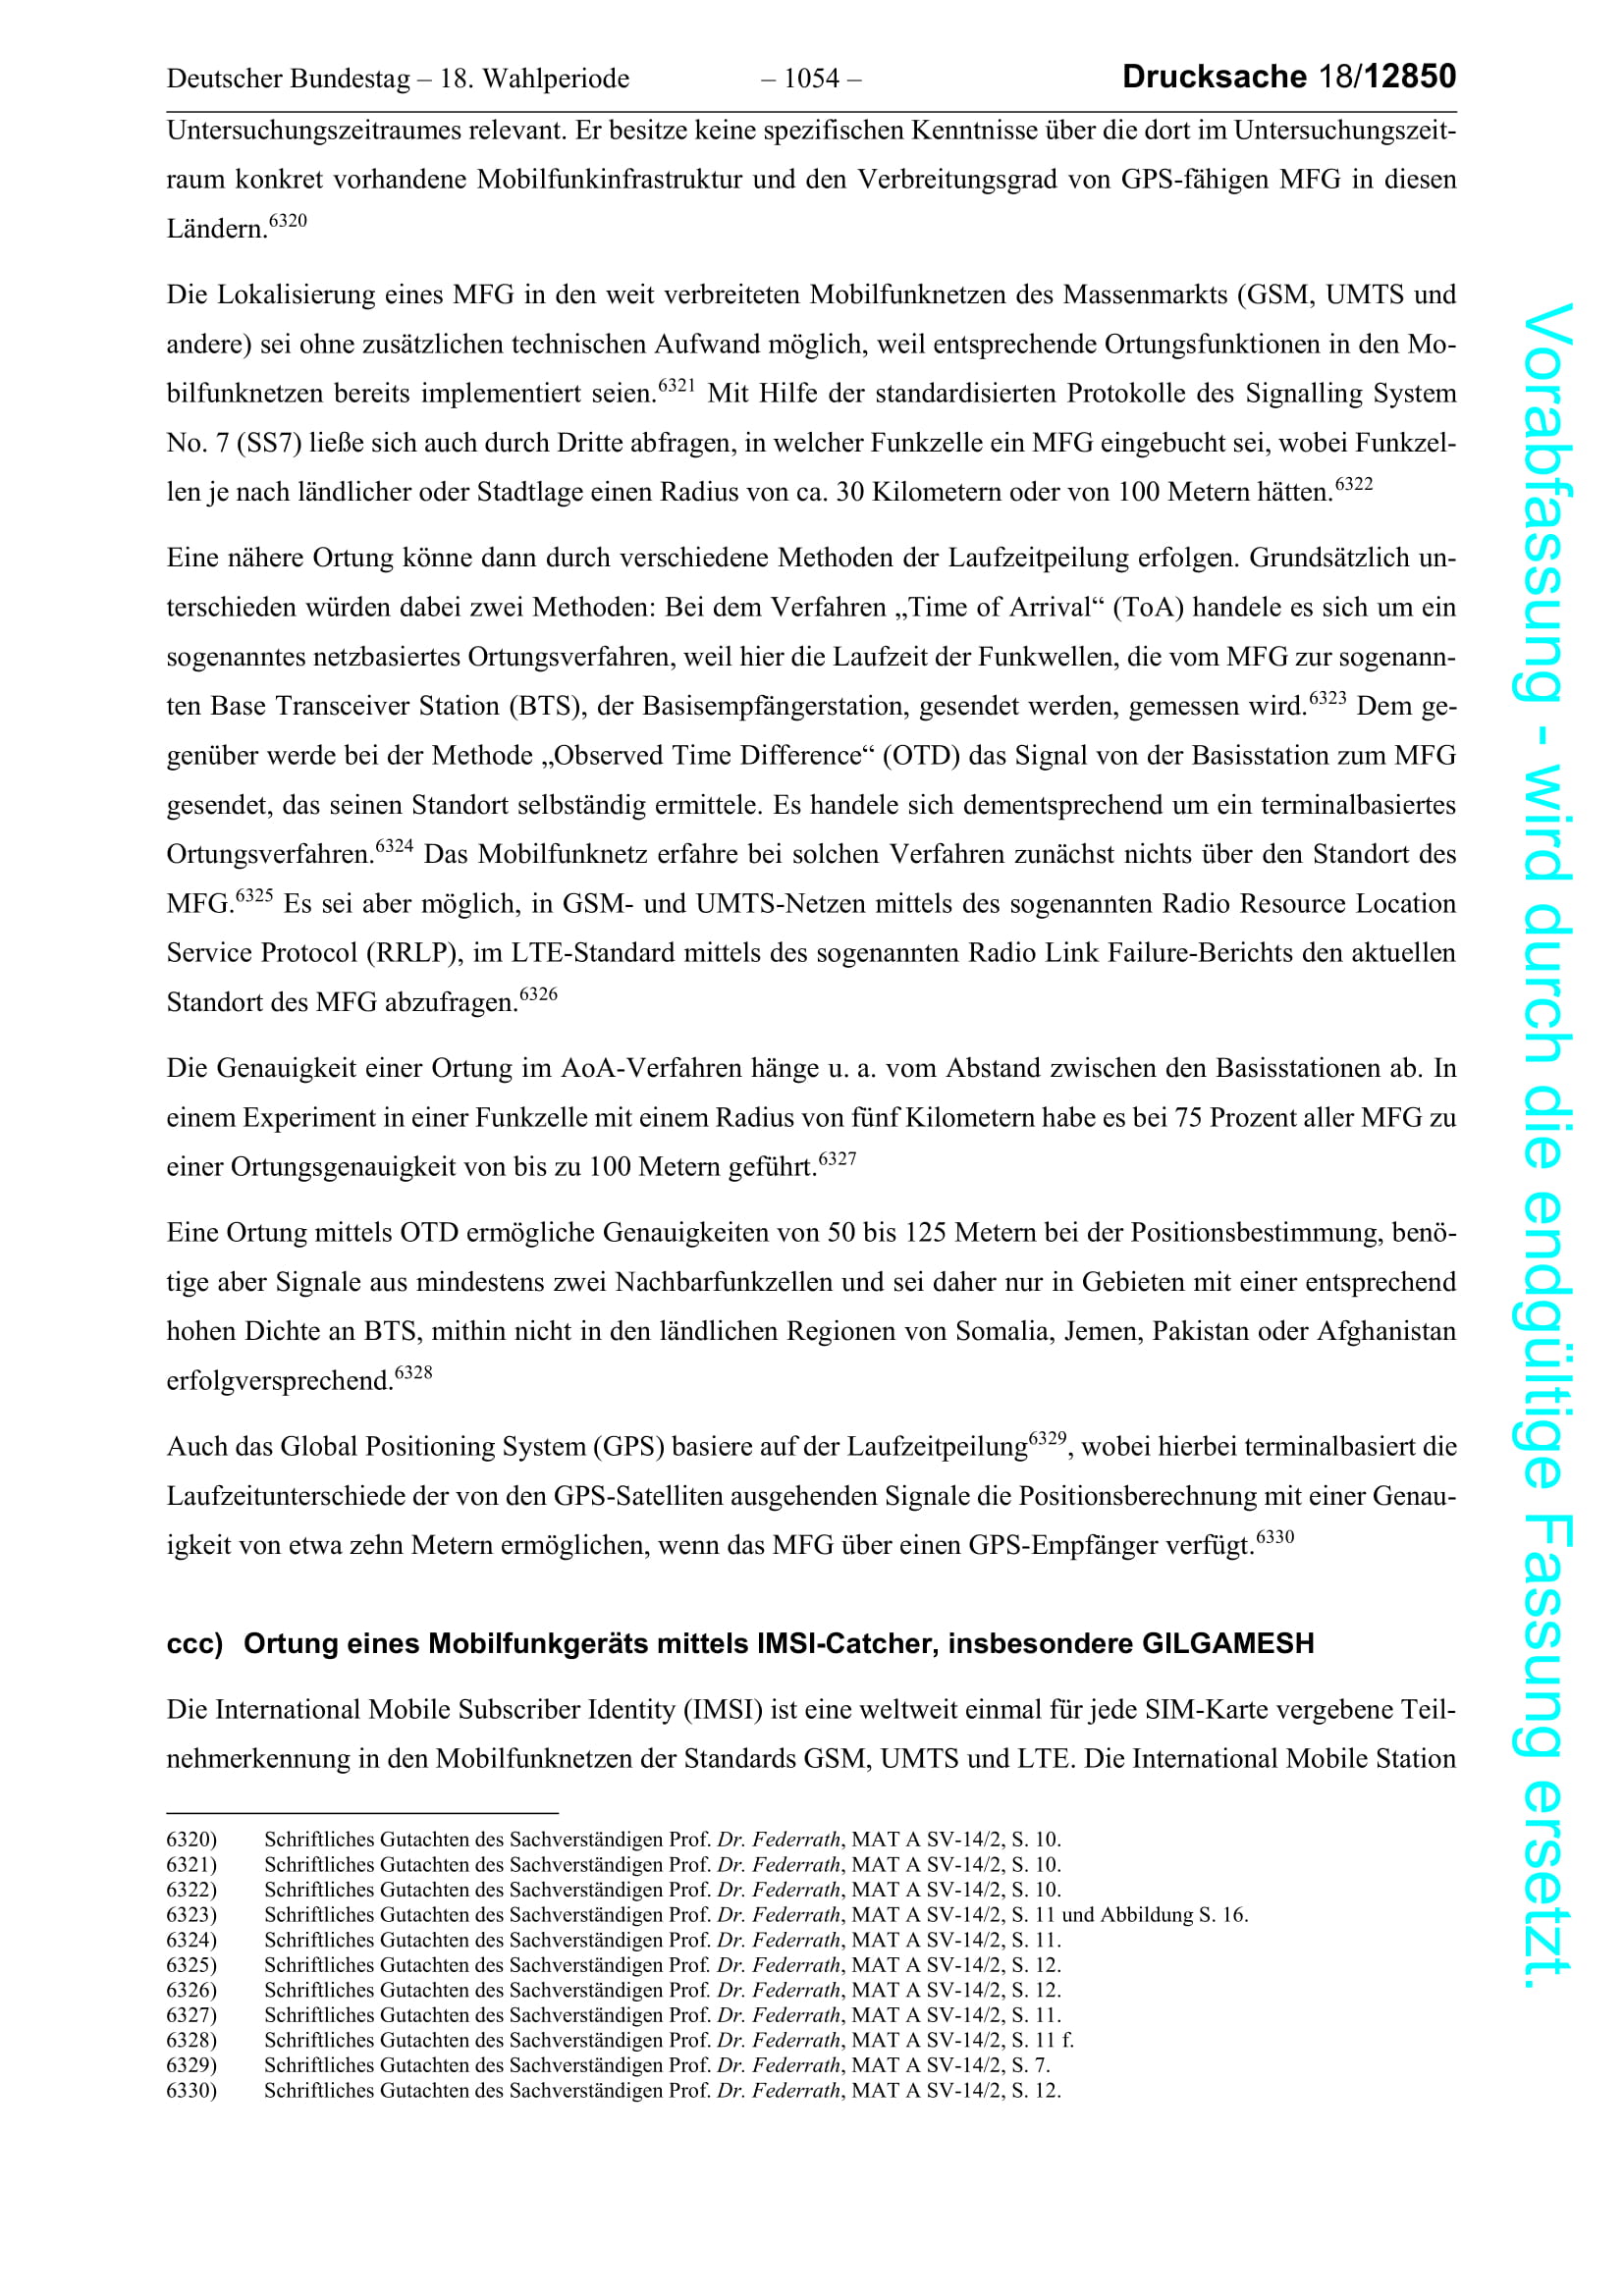 Deutscher Bundestag – 18. Wahlperiode – 1054 – Drucksache 18/12850
Untersuchungszeitraumes relevant. Er besitze keine spezifischen Kenntnisse über die dort im Untersuchungszeit-
raum konkret vorhandene Mobilfunkinfrastruktur und den Verbreitungsgrad von GPS-fähigen MFG in diesen
Ländern.6320
Die Lokalisierung eines MFG in den weit verbreiteten Mobilfunknetzen des Massenmarkts (GSM, UMTS und
andere) sei ohne zusätzlichen technischen Aufwand möglich, weil entsprechende Ortungsfunktionen in den Mo-
bilfunknetzen bereits implementiert seien.6321 Mit Hilfe der standardisierten Protokolle des Signalling System
No. 7 (SS7) ließe sich auch durch Dritte abfragen, in welcher Funkzelle ein MFG eingebucht sei, wobei Funkzel-
len je nach ländlicher oder Stadtlage einen Radius von ca. 30 Kilometern oder von 100 Metern hätten.6322
Eine nähere Ortung könne dann durch verschiedene Methoden der Laufzeitpeilung erfolgen. Grundsätzlich un-
terschieden würden dabei zwei Methoden: Bei dem Verfahren „Time of Arrival“ (ToA) handele es sich um ein
sogenanntes netzbasiertes Ortungsverfahren, weil hier die Laufzeit der Funkwellen, die vom MFG zur sogenann-
ten Base Transceiver Station (BTS), der Basisempfängerstation, gesendet werden, gemessen wird.6323 Dem ge-
genüber werde bei der Methode „Observed Time Difference“ (OTD) das Signal von der Basisstation zum MFG
gesendet, das seinen Standort selbständig ermittele. Es handele sich dementsprechend um ein terminalbasiertes
Ortungsverfahren.6324 Das Mobilfunknetz erfahre bei solchen Verfahren zunächst nichts über den Standort des
MFG.6325 Es sei aber möglich, in GSM- und UMTS-Netzen mittels des sogenannten Radio Resource Location
Service Protocol (RRLP), im LTE-Standard mittels des sogenannten Radio Link Failure-Berichts den aktuellen
Standort des MFG abzufragen.6326
Die Genauigkeit einer Ortung im AoA-Verfahren hänge u. a. vom Abstand zwischen den Basisstationen ab. In
einem Experiment in einer Funkzelle mit einem Radius von fünf Kilometern habe es bei 75 Prozent aller MFG zu
einer Ortungsgenauigkeit von bis zu 100 Metern geführt.6327
Eine Ortung mittels OTD ermögliche Genauigkeiten von 50 bis 125 Metern bei der Positionsbestimmung, benö-
tige aber Signale aus mindestens zwei Nachbarfunkzellen und sei daher nur in Gebieten mit einer entsprechend
hohen Dichte an BTS, mithin nicht in den ländlichen Regionen von Somalia, Jemen, Pakistan oder Afghanistan
erfolgversprechend.6328
Auch das Global Positioning System (GPS) basiere auf der Laufzeitpeilung6329, wobei hierbei terminalbasiert die
Laufzeitunterschiede der von den GPS-Satelliten ausgehenden Signale die Positionsberechnung mit einer Genau-
igkeit von etwa zehn Metern ermöglichen, wenn das MFG über einen GPS-Empfänger verfügt.6330
ccc) Ortung eines Mobilfunkgeräts mittels IMSI-Catcher, insbesondere GILGAMESH
Die International Mobile Subscriber Identity (IMSI) ist eine weltweit einmal für jede SIM-Karte vergebene Teil-
nehmerkennung in den Mobilfunknetzen der Standards GSM, UMTS und LTE. Die International Mobile Station
6320) Schriftliches Gutachten des Sachverständigen Prof. Dr. Federrath, MAT A SV-14/2, S. 10.
6321) Schriftliches Gutachten des Sachverständigen Prof. Dr. Federrath, MAT A SV-14/2, S. 10.
6322) Schriftliches Gutachten des Sachverständigen Prof. Dr. Federrath, MAT A SV-14/2, S. 10.
6323) Schriftliches Gutachten des Sachverständigen Prof. Dr. Federrath, MAT A SV-14/2, S. 11 und Abbildung S. 16.
6324) Schriftliches Gutachten des Sachverständigen Prof. Dr. Federrath, MAT A SV-14/2, S. 11.
6325) Schriftliches Gutachten des Sachverständigen Prof. Dr. Federrath, MAT A SV-14/2, S. 12.
6326) Schriftliches Gutachten des Sachverständigen Prof. Dr. Federrath, MAT A SV-14/2, S. 12.
6327) Schriftliches Gutachten des Sachverständigen Prof. Dr. Federrath, MAT A SV-14/2, S. 11.
6328) Schriftliches Gutachten des Sachverständigen Prof. Dr. Federrath, MAT A SV-14/2, S. 11 f.
6329) Schriftliches Gutachten des Sachverständigen Prof. Dr. Federrath, MAT A SV-14/2, S. 7.
6330) Schriftliches Gutachten des Sachverständigen Prof. Dr. Federrath, MAT A SV-14/2, S. 12.
Vorabfassung - wird durch die endgültige Fassung ersetzt.